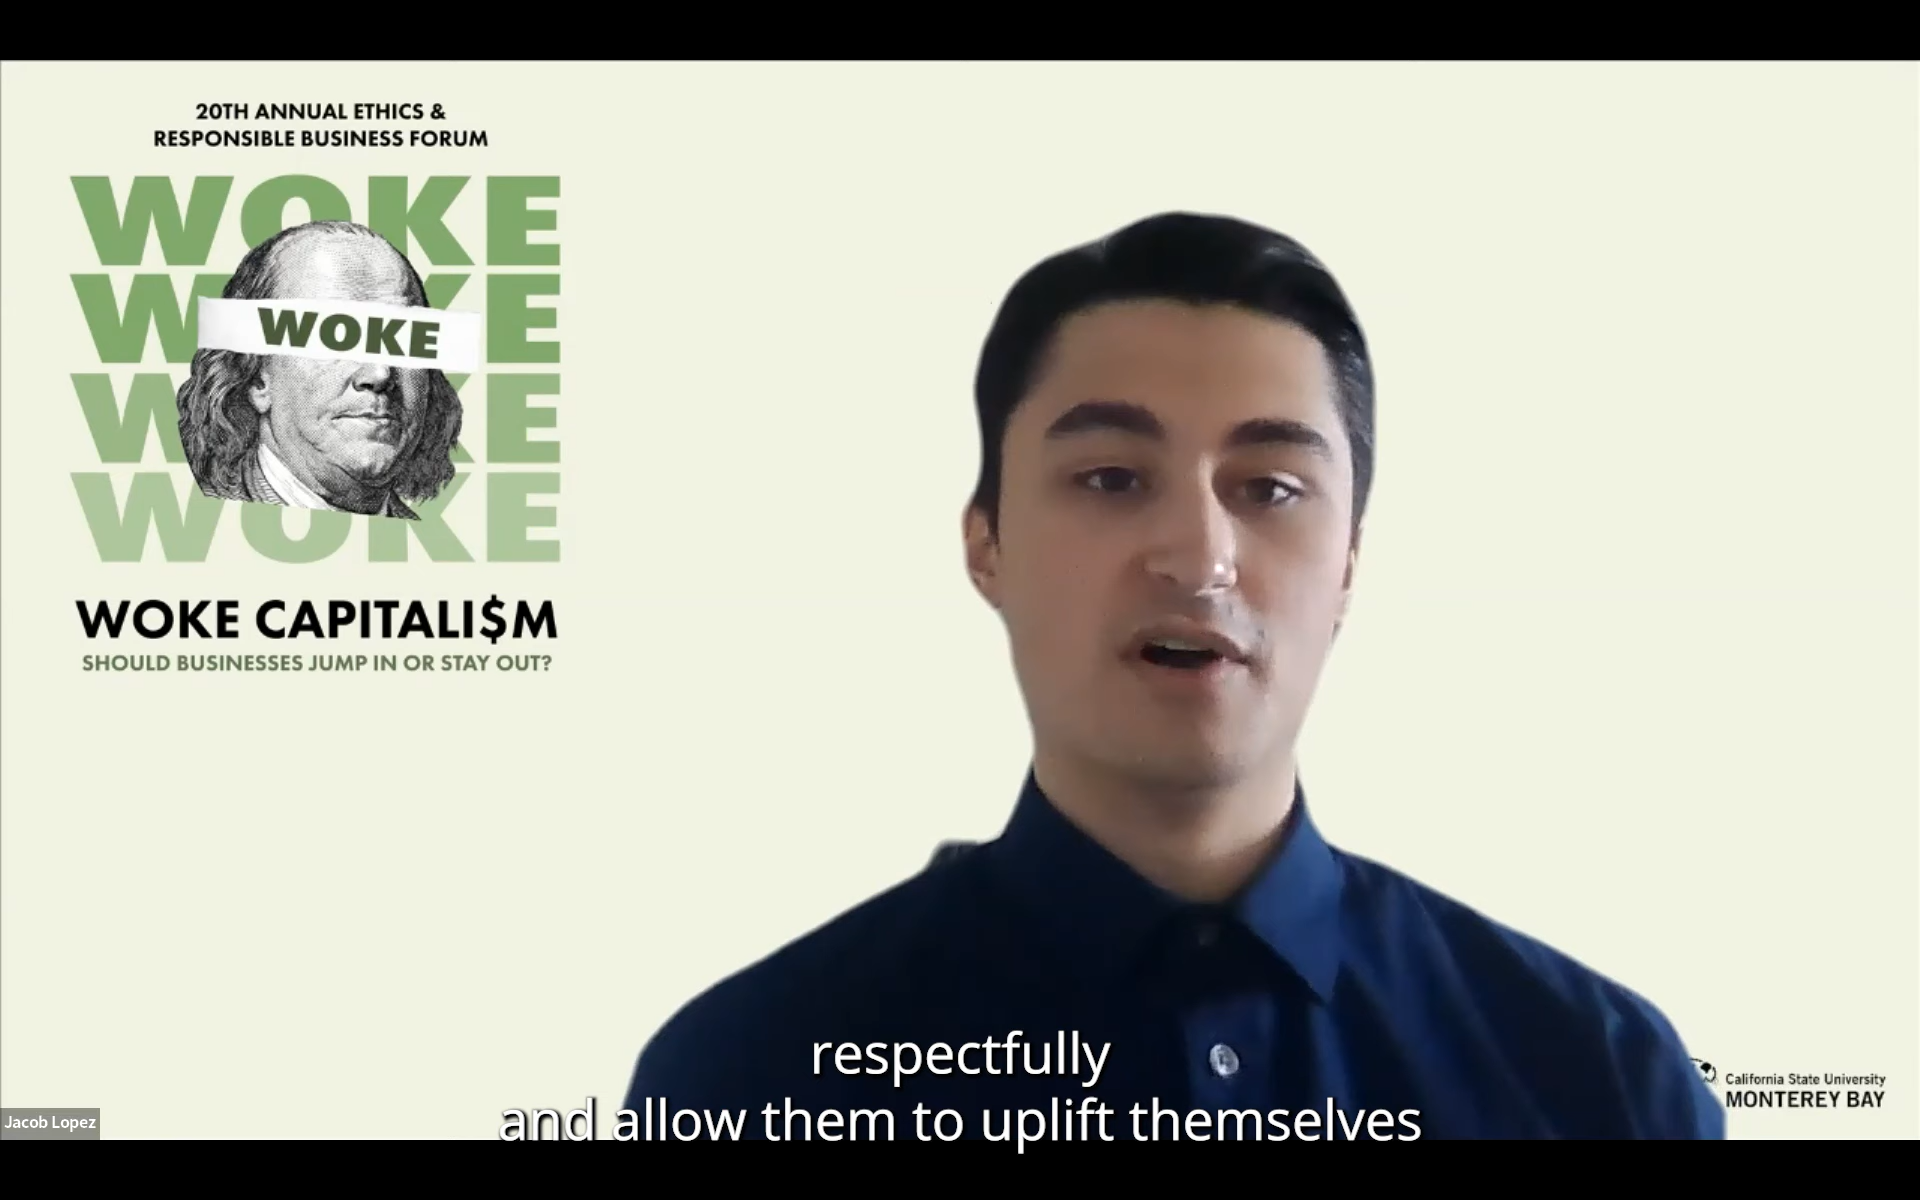 20TH ANNUAL ETHICS &
RESPONSIBLE BUSINESS FORUM
WOKE
WOKE
WOKE
WOKE
WOKE
WOKE CAPITALI$M
SHOULD BUSINESSES JUMP IN OR STAY OUT?
respectfully
and allow them to uplift themselves
California State University
MONTEREY BAY
Jacob Lopez